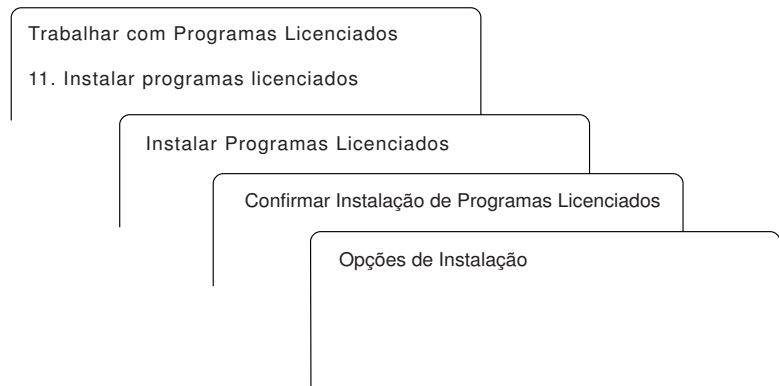 Trabalhar com Programas Licenciados
11. Instalar programas licenciados
Instalar Programas Licenciados
Confirmar Instalação de Programas Licenciados
Opções de Instalação